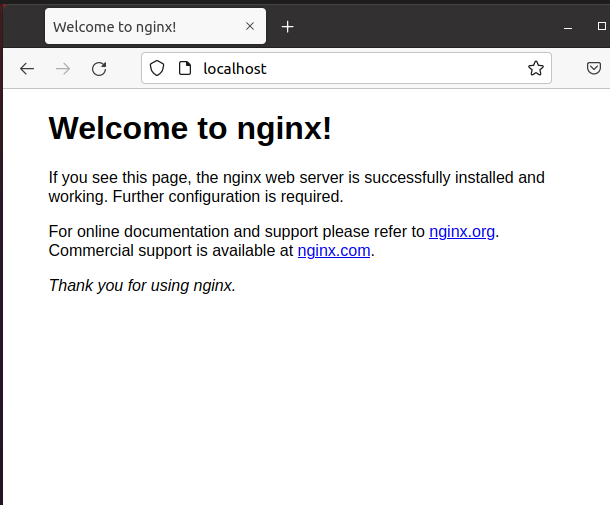 Welcome to nginx!
localhost
Welcome to nginx!
If you see this page, the nginx web server is successfully installed and
working. Further configuration is required.
For online documentation and support please refer to nginx.org.
Commercial support is available at nginx.com.
Thank you for using nginx.